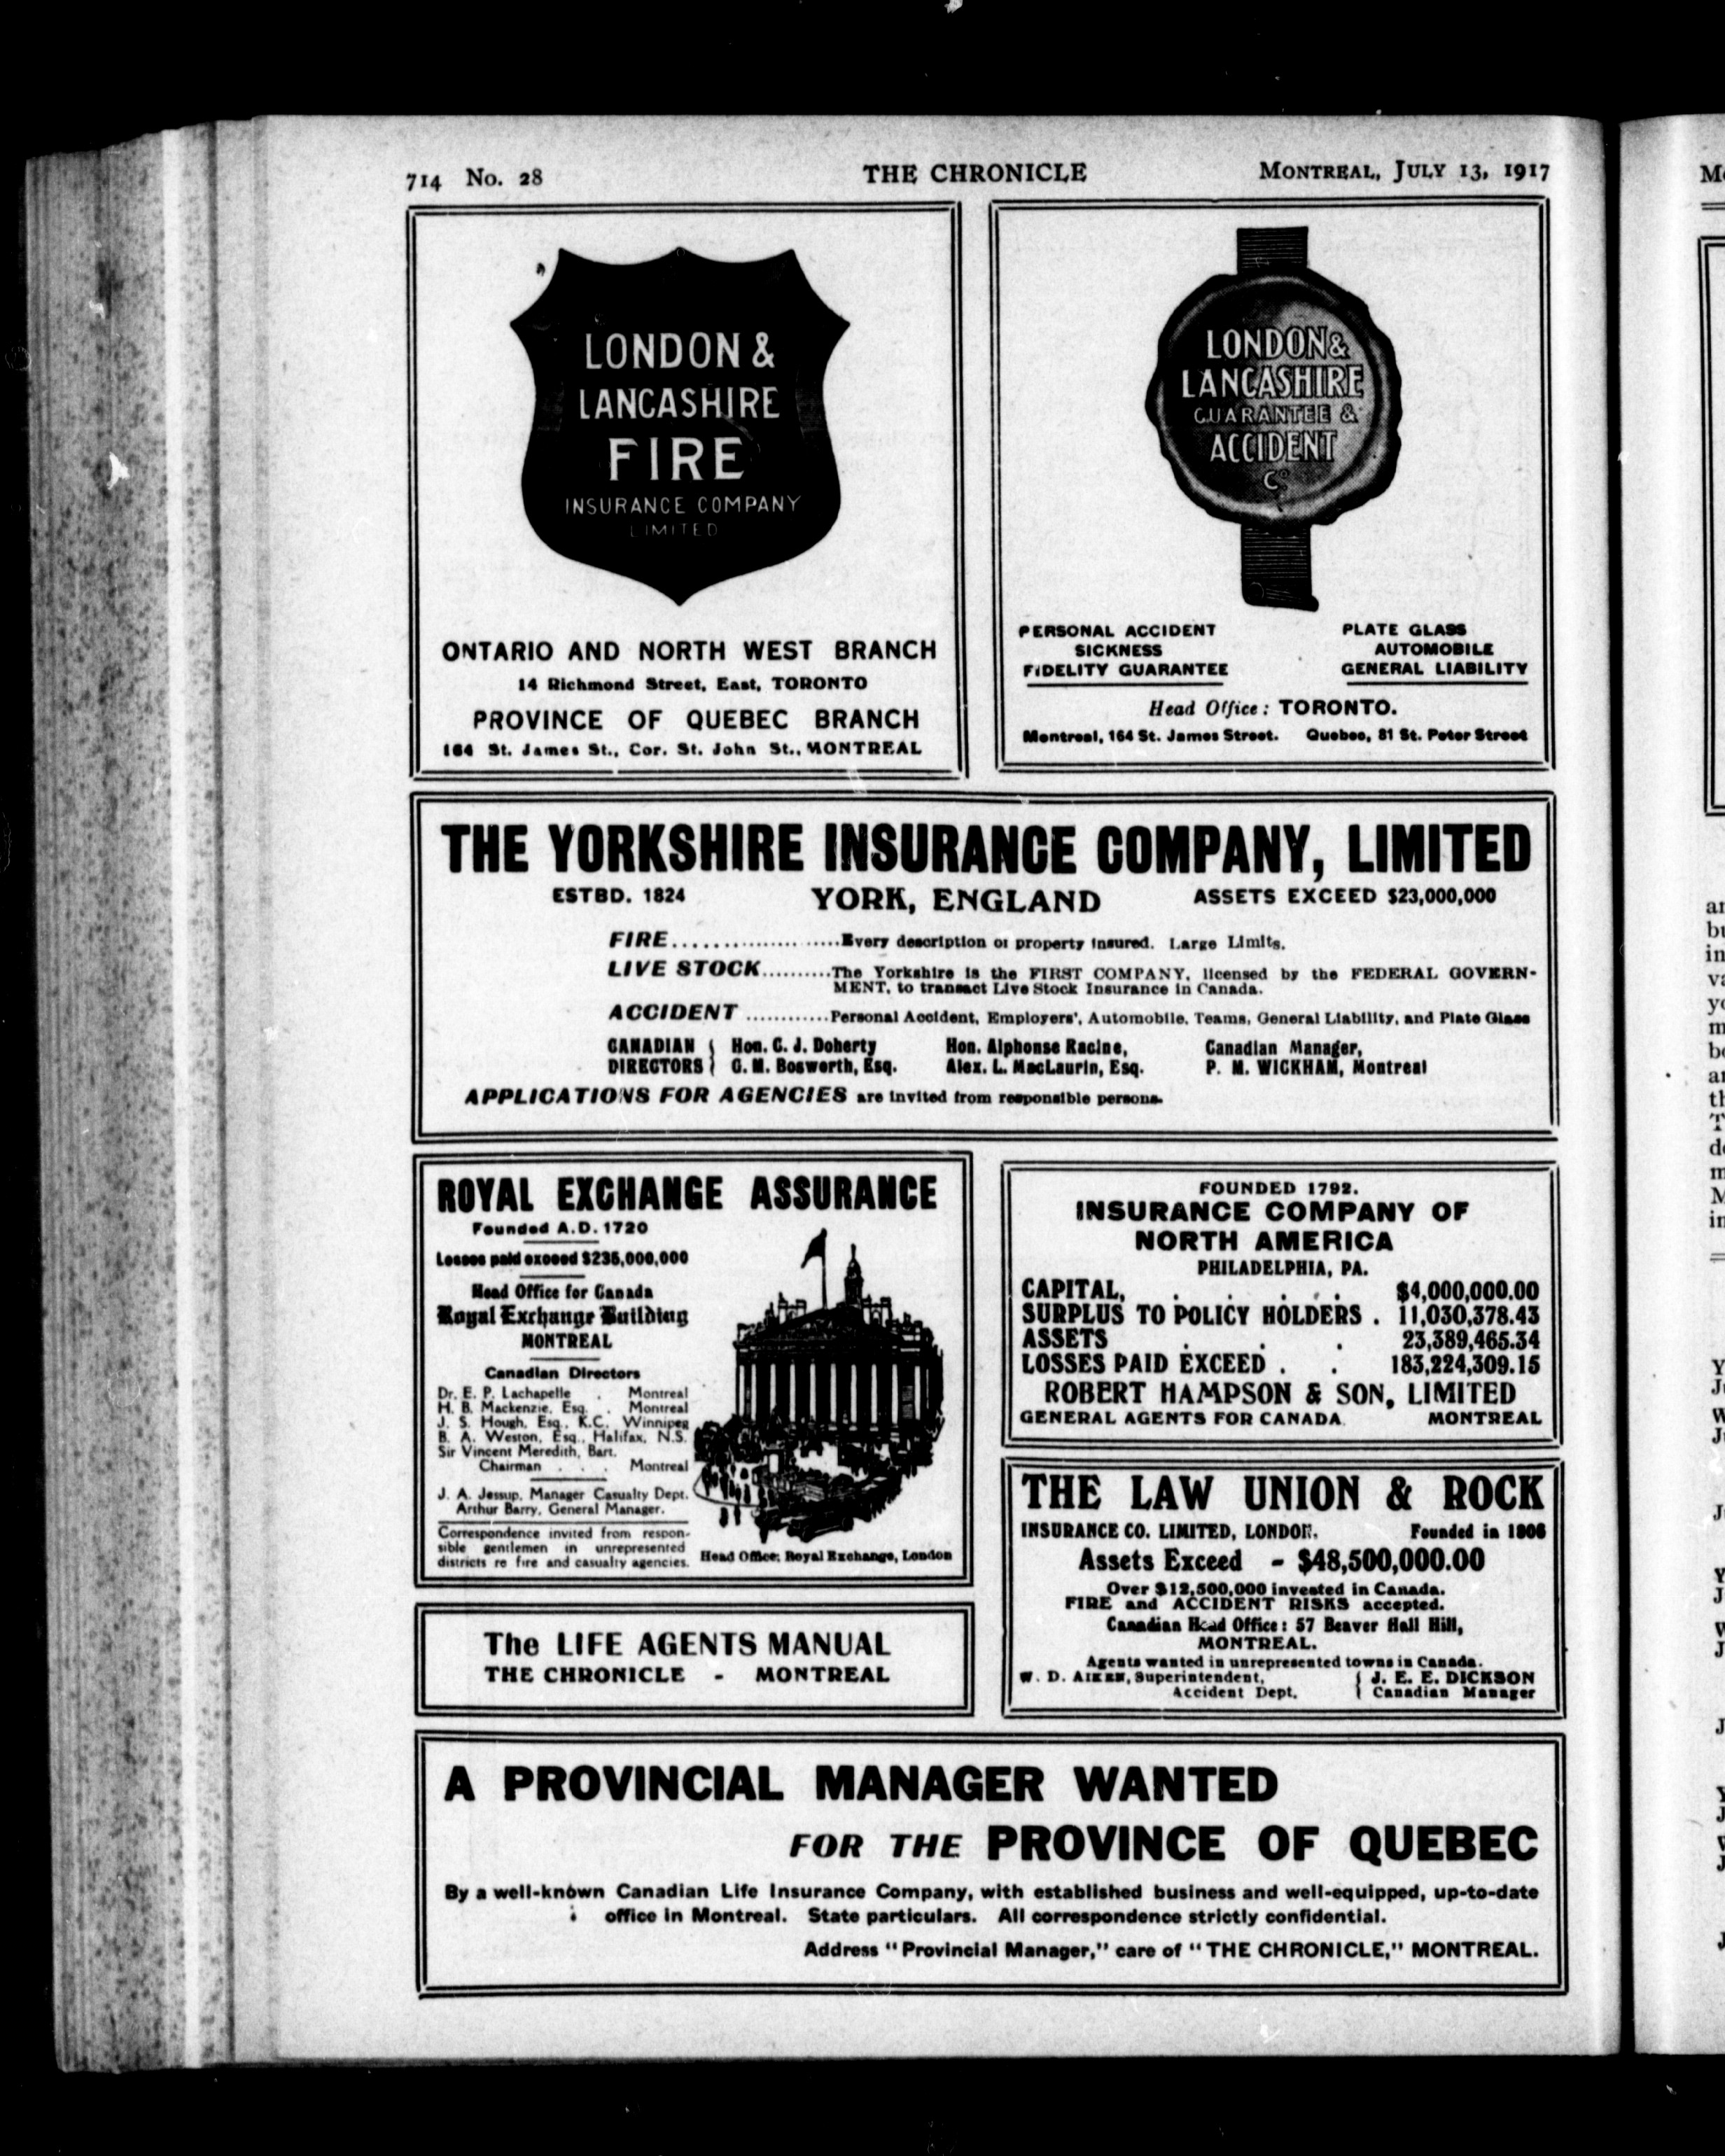 714 No. 28
THE CHRONICLE
MONTREAL, JULY 13, 1917
LONDON &
LANCASHIRE
FIRE
INSURANCE COMPANY
LIMITED
ONTARIO AND NORTH WEST BRANCH
14 Richmond Street, East, TORONTO
PROVINCE OF QUEBEC BRANCH
164 St. James St., Cor. St. John St., MONTREAL
LONDON &
LANCASHIRE
GUARANTEE &
ACCIDENT
Co
PERSONAL ACCIDENT
SICKNESS
FIDELITY GUARANTEE
PLATE GLASS
AUTOMOBILE
GENERAL LIABILITY
Head Office: TORONTO.
Montreal, 164 St. James Street. Quebec, 81 St. Peter Street
THE YORKSHIRE INSURANCE COMPANY, LIMITED
ESTBD. 1824 YORK, ENGLAND ASSETS EXCEED $23,000,000
FIRE....................Every description of property insured. Large Limits.
LIVE STOCK..........The Yorkshire is the FIRST COMPANY, licensed by the FEDERAL GOVERN-
MENT, to transact Live Stock Insurance in Canada.
ACCIDENT ............Personal Accident, Employers', Automobile, Teams, General Liability, and Plate Glass
CANADIAN { Hon. C. J. Doherty Hon. Alphonse Racine, Canadian Manager,
DIRECTORS { G. M. Bosworth, Esq. Alex. L. MacLaurin, Esq. P. M. WICKHAM, Montreal
APPLICATIONS FOR AGENCIES are invited from responsible persons.
ROYAL EXCHANGE ASSURANCE
Founded A.D. 1720
Losses paid exceed $235,000,000
Head Office for Canada
Royal Exchange Building
MONTREAL
Canadian Directors
Dr. E. P. Lachapelle . Montreal
H. B. Mackenzie, Esq. . Montreal
J. S. Hough, Esq., K.C. Winnipeg
B. A. Weston, Esq., Halifax, N.S.
Sir Vincent Meredith, Bart.
Chairman . . . Montreal
J. A. Jessup, Manager Casualty Dept.
Arthur Barry, General Manager.
Correspondence invited from respon-
sible gentlemen in unrepresented
districts re fire and casualty agencies.
Head Office: Royal Exchange, London
FOUNDED 1792.
INSURANCE COMPANY OF
NORTH AMERICA
PHILADELPHIA, PA.
CAPITAL, . . . . $4,000,000.00
SURPLUS TO POLICY HOLDERS . 11,030,378.43
ASSETS . . . 23,389,465.34
LOSSES PAID EXCEED . . 183,224,309.15
ROBERT HAMPSON & SON, LIMITED
GENERAL AGENTS FOR CANADA. MONTREAL
THE LAW UNION & ROCK
INSURANCE CO. LIMITED, LONDON. Founded in 1806
Assets Exceed - $48,500,000.00
Over $12,500,000 invested in Canada.
FIRE and ACCIDENT RISKS accepted.
Canadian Head Office: 57 Beaver Hall Hill,
MONTREAL.
Agents wanted in unrepresented towns in Canada.
W. D. AIKEN, Superintendent, { J. E. E. DICKSON
Accident Dept. { Canadian Manager
The LIFE AGENTS MANUAL
THE CHRONICLE - MONTREAL
A PROVINCIAL MANAGER WANTED
FOR THE PROVINCE OF QUEBEC
By a well-known Canadian Life Insurance Company, with established business and well-equipped, up-to-date
office in Montreal. State particulars. All correspondence strictly confidential.
Address "Provincial Manager," care of "THE CHRONICLE," MONTREAL.